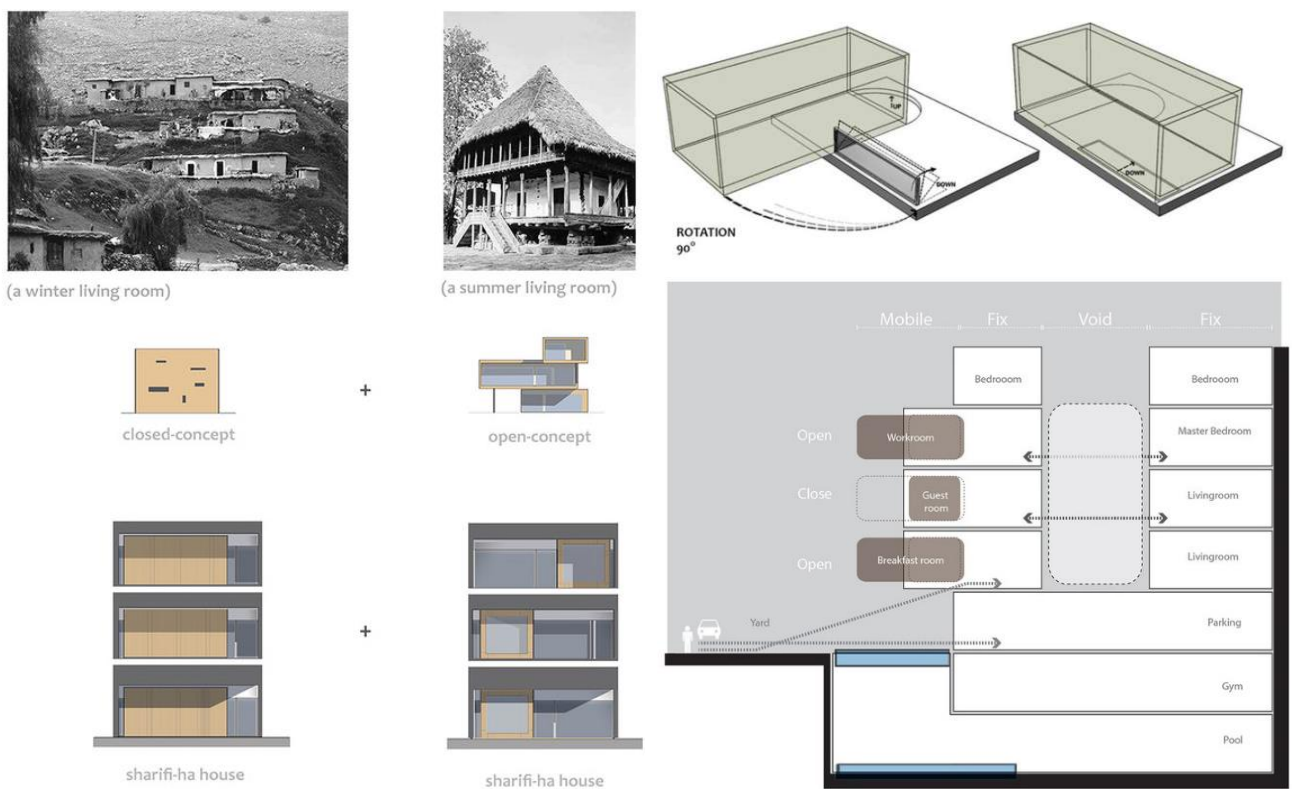 (a winter living room)
(a summer living room)
closed-concept
+
open-concept
+
sharifi-ha house
sharifi-ha house
UP
DOWN
DOWN
ROTATION
90°
Mobile
Fix
Void
Fix
Bedrooom
Bedrooom
Open
Workroom
Master Bedroom
Close
Guest
room
Livingroom
Open
Breakfast room
Livingroom
Yard
Parking
Gym
Pool